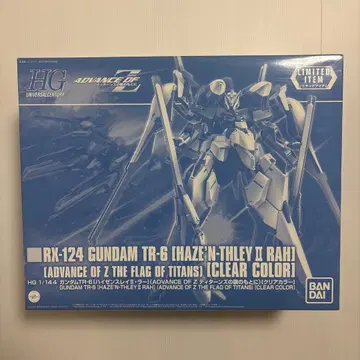 HG
UNIVERSAL CENTURY
ADVANCE OF Z
LIMITED
ITEM
RX-124 GUNDAM TR-6 [HAZE'N-THLEY II RAH]
(ADVANCE OF Z THE FLAG OF TITANS) [CLEAR COLOR]
HG 1/144 ガンダムTR-6[ハイゼンスレイⅡ・ラー](ADVANCE OF Z ティターンズの旗のもとに)[クリアカラー]
GUNDAM TR-6 [HAZE'N-THLEY II RAH] (ADVANCE OF Z THE FLAG OF TITANS) [CLEAR COLOR]
BAN
DAI